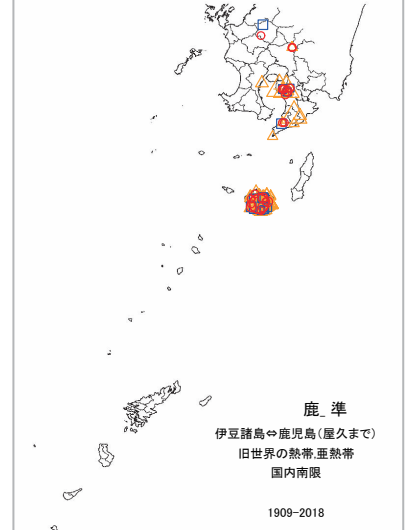 鹿_ 準
伊豆諸島⇔鹿児島(屋久まで)
旧世界の熱帯,亜熱帯
国内南限
1909-2018